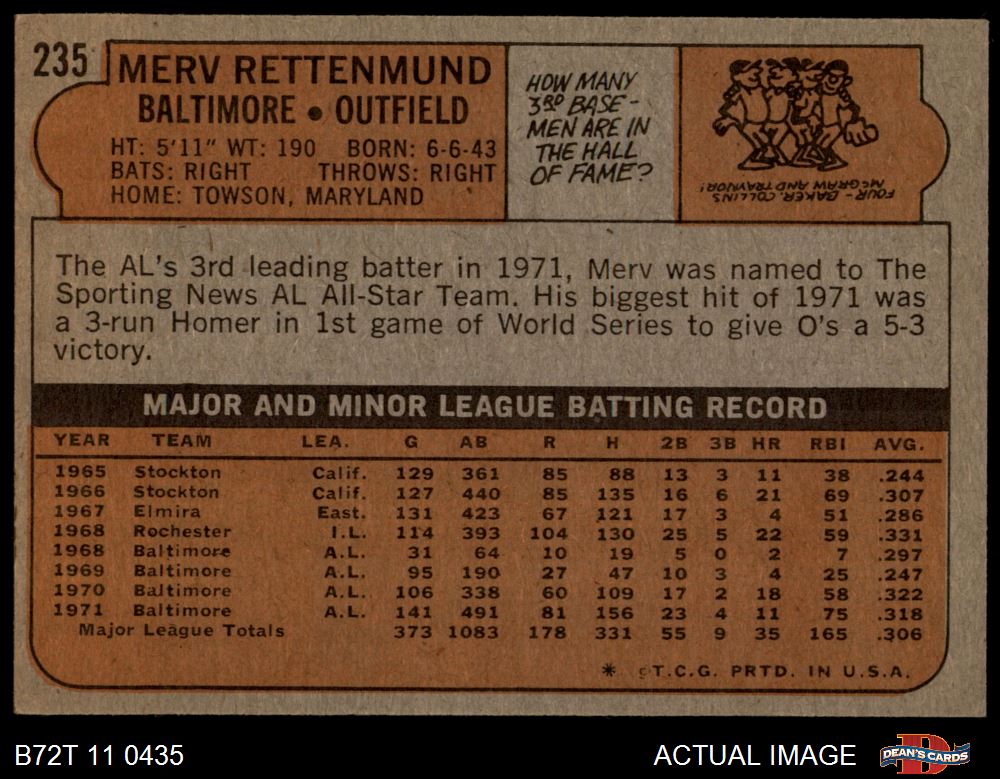 235
MERV RETTENMUND
BALTIMORE • OUTFIELD
HT: 5'11" WT: 190 BORN: 6-6-43
BATS: RIGHT THROWS: RIGHT
HOME: TOWSON, MARYLAND
HOW MANY
3RD BASE-
MEN ARE IN
THE HALL
OF FAME?
FOUR - BAKER, COLLINS
McGRAW AND TRAYNOR!
The AL's 3rd leading batter in 1971, Merv was named to The
Sporting News AL All-Star Team. His biggest hit of 1971 was
a 3-run Homer in 1st game of World Series to give O's a 5-3
victory.
MAJOR AND MINOR LEAGUE BATTING RECORD
YEAR TEAM LEA. G AB R H 2B 3B HR RBI AVG.
1965 Stockton Calif. 129 361 85 88 13 3 11 38 .244
1966 Stockton Calif. 127 440 85 135 16 6 21 69 .307
1967 Elmira East. 131 423 67 121 17 3 4 51 .286
1968 Rochester I.L. 114 393 104 130 25 5 22 59 .331
1968 Baltimore A.L. 31 64 10 19 5 0 2 7 .297
1969 Baltimore A.L. 95 190 27 47 10 3 4 25 .247
1970 Baltimore A.L. 106 338 60 109 17 2 18 58 .322
1971 Baltimore A.L. 141 491 81 156 23 4 11 75 .318
Major League Totals 373 1083 178 331 55 9 35 165 .306
* ©T.C.G. PRTD. IN U.S.A.
B72T 11 0435
ACTUAL IMAGE
DEAN'S CARDS